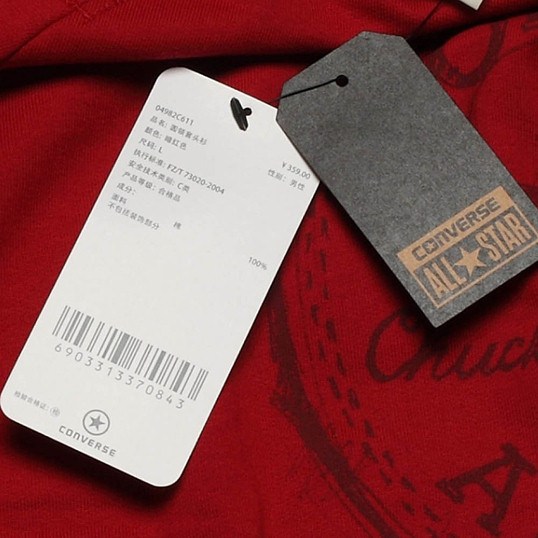 04982C611
品名: 圆领套头衫
颜色: 暗红色
尺码: L
¥ 359.00
执行标准: FZ/T 73020-2004
性别: 男性
安全技术类别: C类
产品等级: 合格品
成分:
面料
不包括装饰部分
棉
100%
6903313370843
检验合格证:
CONVERSE
CONVERSE
ALL STAR
Chuck
A